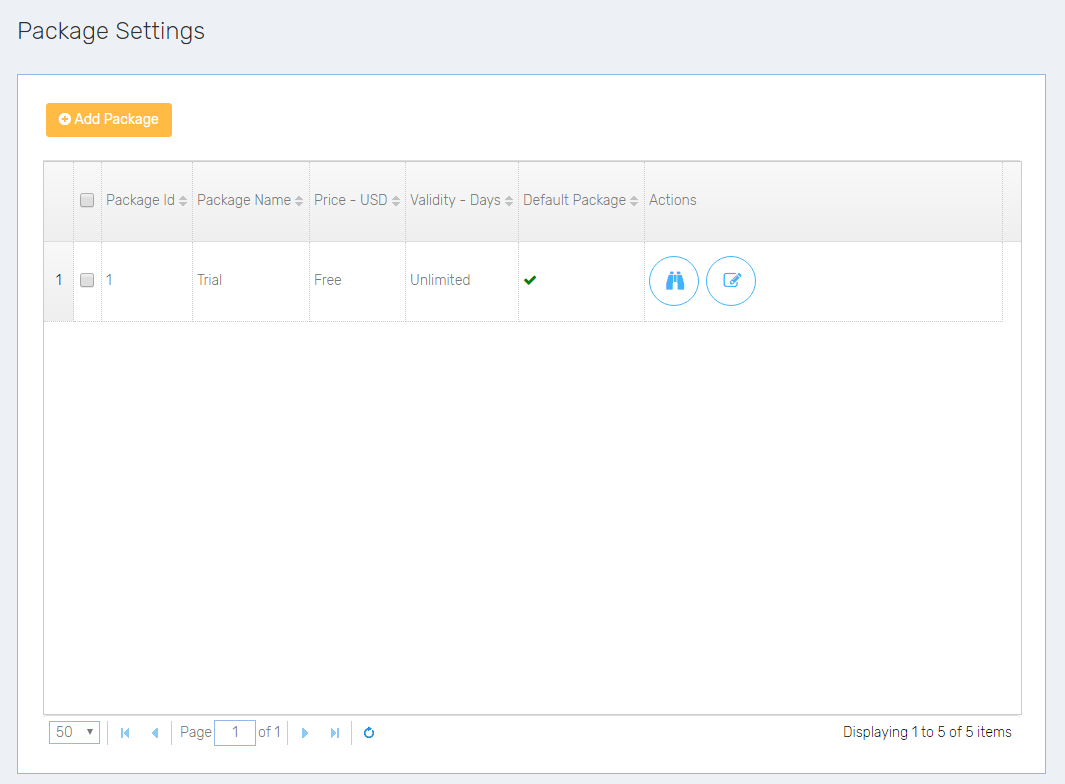 Package Settings
Add Package
Package Id Package Name Price - USD Validity - Days Default Package Actions
1 1 Trial Free Unlimited
50 Page 1 of 1 Displaying 1 to 5 of 5 items